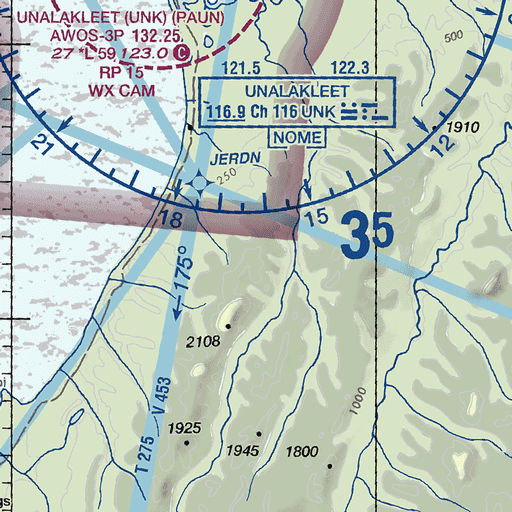 UNALAKLEET (UNK) (PAUN)
AWOS-3P 132.25
27 *L 59 123.0 C
RP 15
WX CAM
121.5 122.3
UNALAKLEET
116.9 Ch 116 UNK
NOME
500
1910
21
12
JERDN
250
18
15
35
175°
2108
1000
V 453
T 275
1925
1945
1800
gs